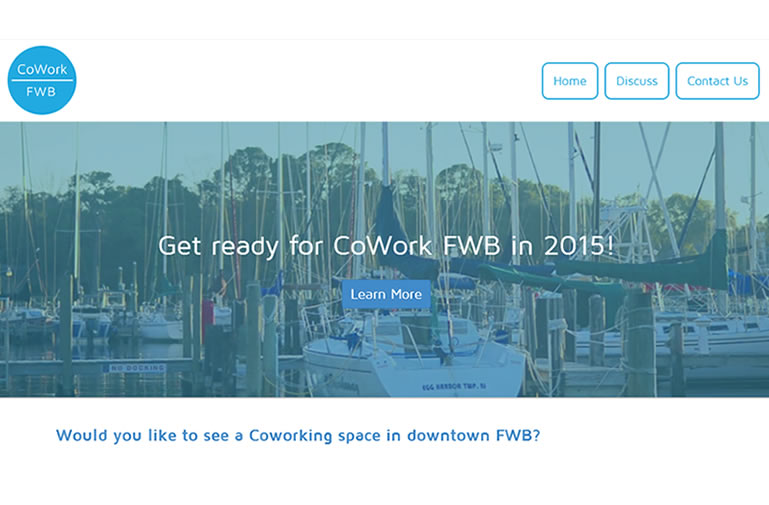 CoWork
FWB
Home
Discuss
Contact Us
Get ready for CoWork FWB in 2015!
Learn More
NO DOCKING
EGG HARBOR TWP. NJ
Would you like to see a Coworking space in downtown FWB?